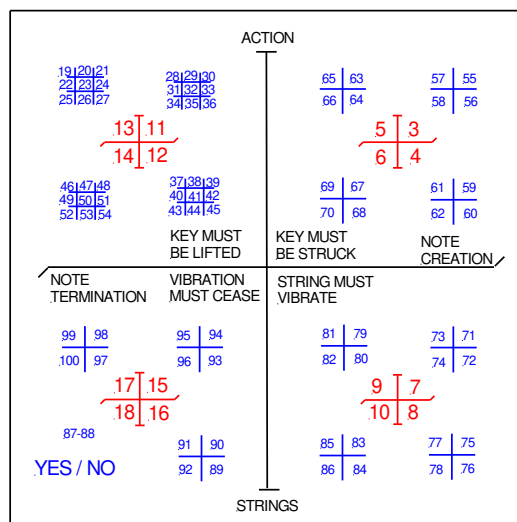 ACTION
19 20 21
22 23 24
25 26 27
28 29 30
31 32 33
34 35 36
65 63
66 64
57 55
58 56
13 11
14 12
5 3
6 4
46 47 48
49 50 51
52 53 54
37 38 39
40 41 42
43 44 45
69 67
70 68
61 59
62 60
KEY MUST
BE LIFTED
KEY MUST
BE STRUCK
NOTE
CREATION
NOTE
TERMINATION
VIBRATION
MUST CEASE
STRING MUST
VIBRATE
99 98
100 97
95 94
96 93
81 79
82 80
73 71
74 72
17 15
18 16
9 7
10 8
87-88
YES / NO
91 90
92 89
85 83
86 84
77 75
78 76
STRINGS